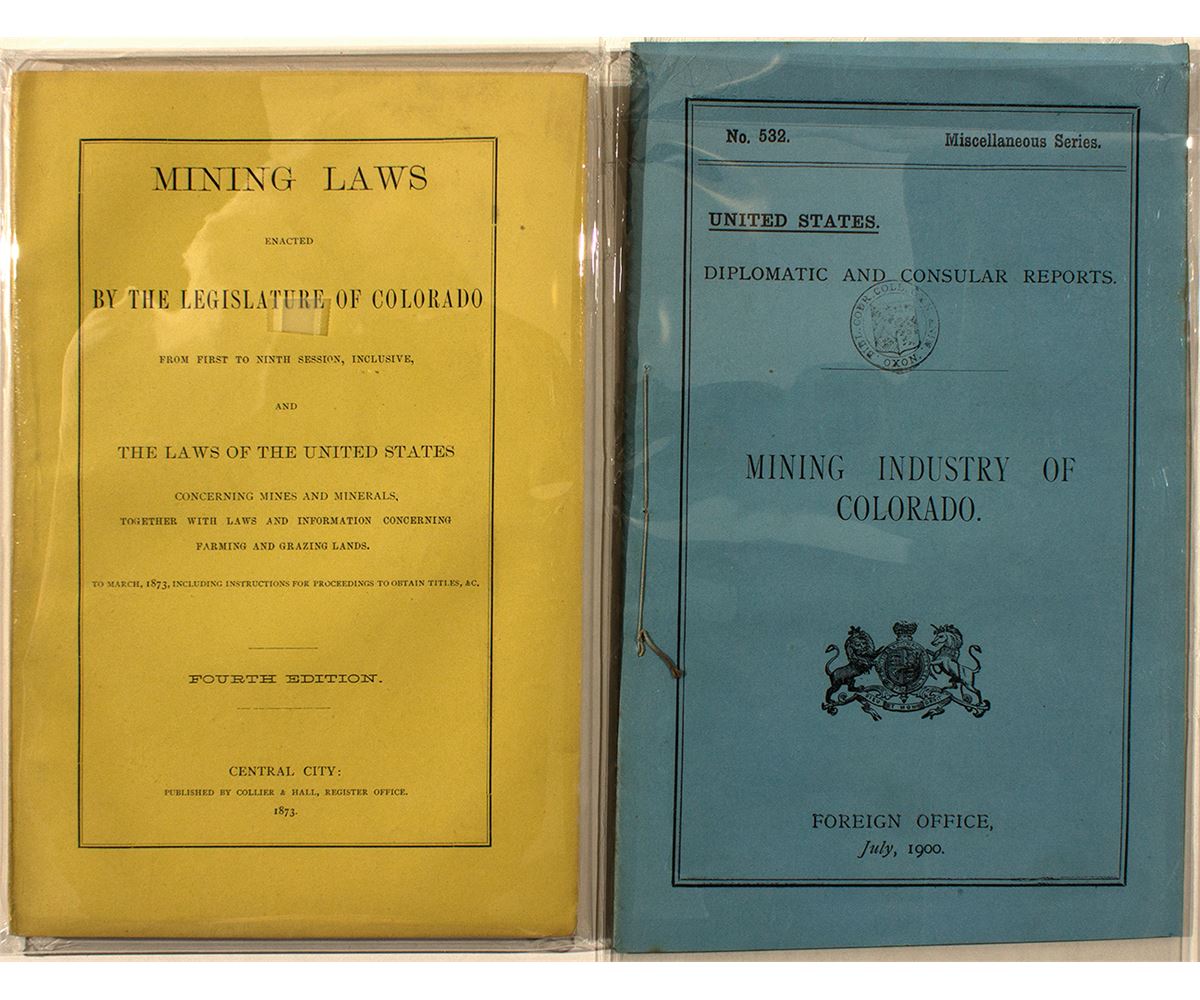 MINING LAWS
ENACTED
BY THE LEGISLATURE OF COLORADO
FROM FIRST TO NINTH SESSION, INCLUSIVE,
AND
THE LAWS OF THE UNITED STATES
CONCERNING MINES AND MINERALS,
TOGETHER WITH LAWS AND INFORMATION CONCERNING
FARMING AND GRAZING LANDS.
TO MARCH, 1873, INCLUDING INSTRUCTIONS FOR PROCEEDINGS TO OBTAIN TITLES, &C.
FOURTH EDITION.
CENTRAL CITY:
PUBLISHED BY COLLIER & HALL, REGISTER OFFICE.
1873.
No. 532. Miscellaneous Series.
UNITED STATES.
DIPLOMATIC AND CONSULAR REPORTS.
COLL.
OXON.
MINING INDUSTRY OF
COLORADO.
FOREIGN OFFICE,
July, 1900.